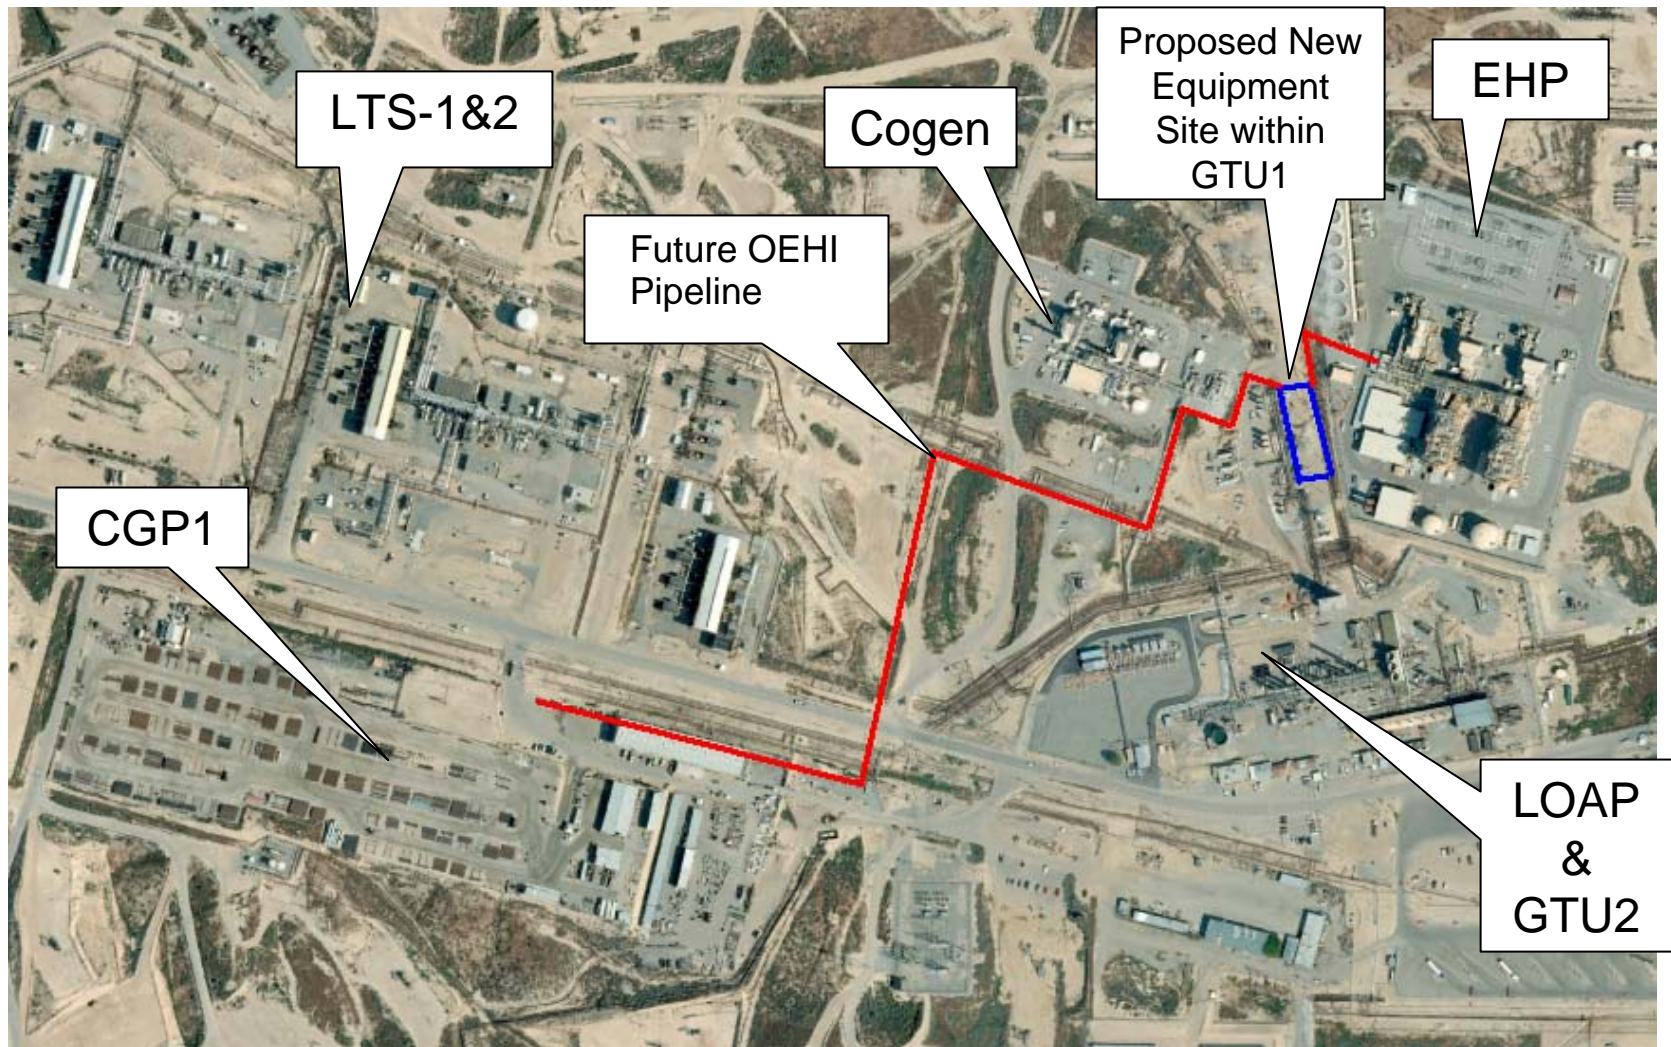 Proposed New
Equipment
Site within
GTU1
EHP
LTS-1&2
Cogen
Future OEHI
Pipeline
CGP1
LOAP
&
GTU2